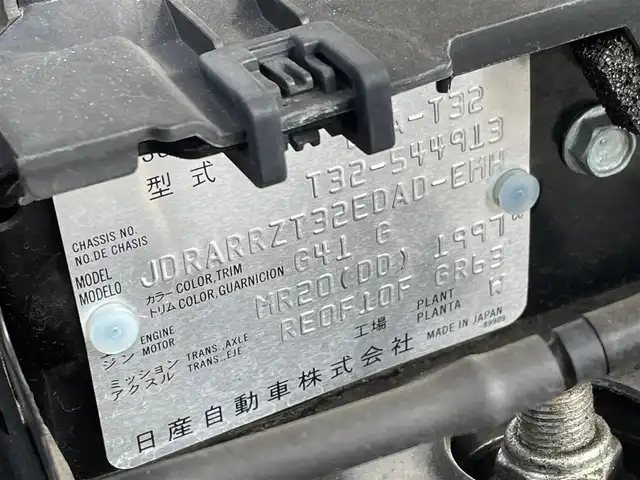 型式 A-T32
CHASSIS NO. T32-544913
NO.DE CHASIS
MODEL JDRARRZT32EDAD-EMH
MODELO
カラー COLOR,TRIM G41 G
トリム COLOR,GUARNICION
ENGINE MR20(DD) 1997
ジン MOTOR
ミッション TRANS.,AXLE RE0F10F GR63
アクスル TRANS.,EJE
工場 PLANT W
PLANTA
日産自動車株式会社 MADE IN JAPAN